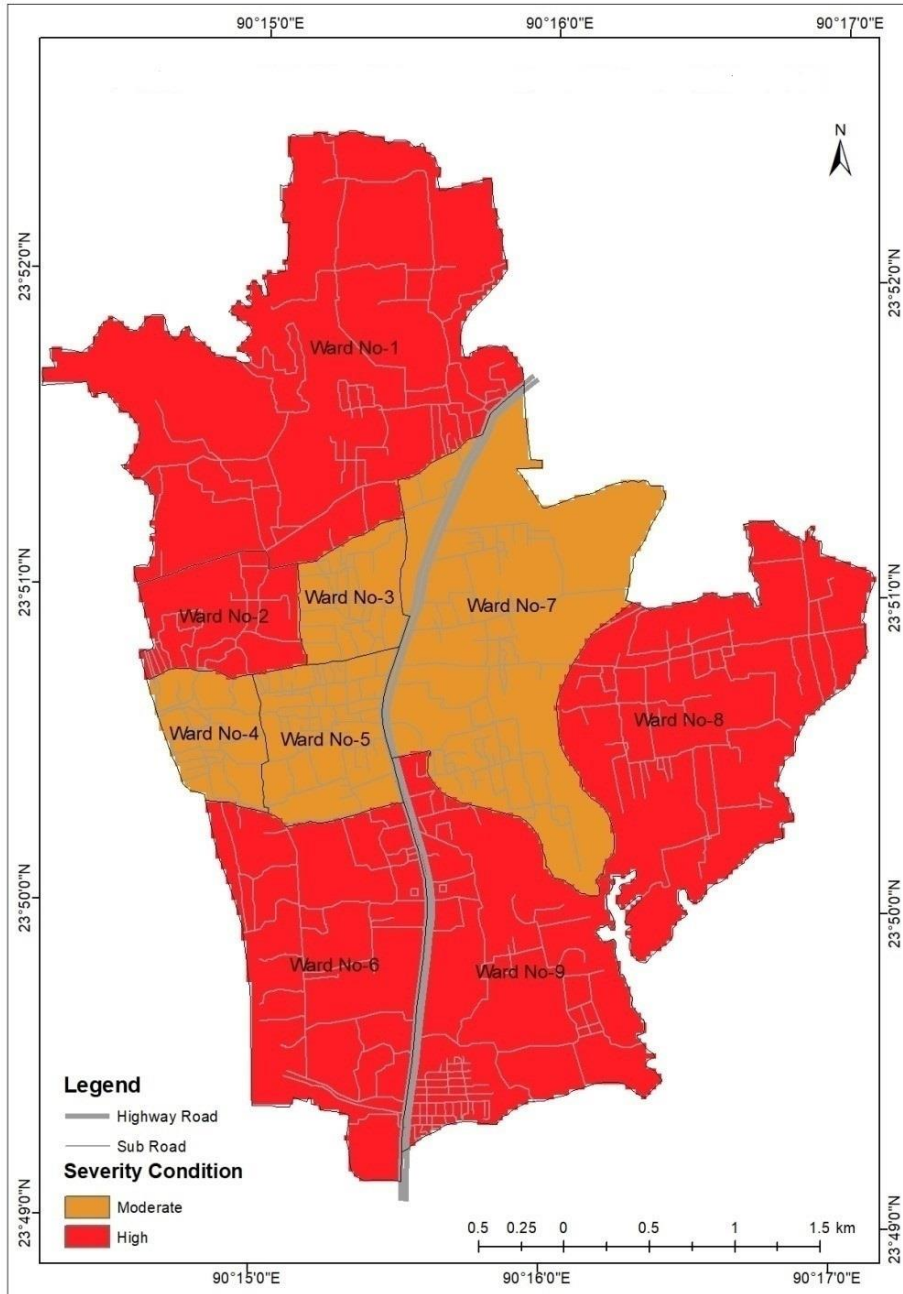 90°15'0"E 90°16'0"E 90°17'0"E
N
23°52'0"N 23°52'0"N
Ward No-1
23°51'0"N 23°51'0"N
Ward No-3
Ward No-7
Ward No-2
Ward No-8
Ward No-4
Ward No-5
23°50'0"N 23°50'0"N
Ward No-6
Ward No-9
Legend
Highway Road
Sub Road
Severity Condition
Moderate
High
23°49'0"N 23°49'0"N
0.5 0.25 0 0.5 1 1.5 km
90°15'0"E 90°16'0"E 90°17'0"E